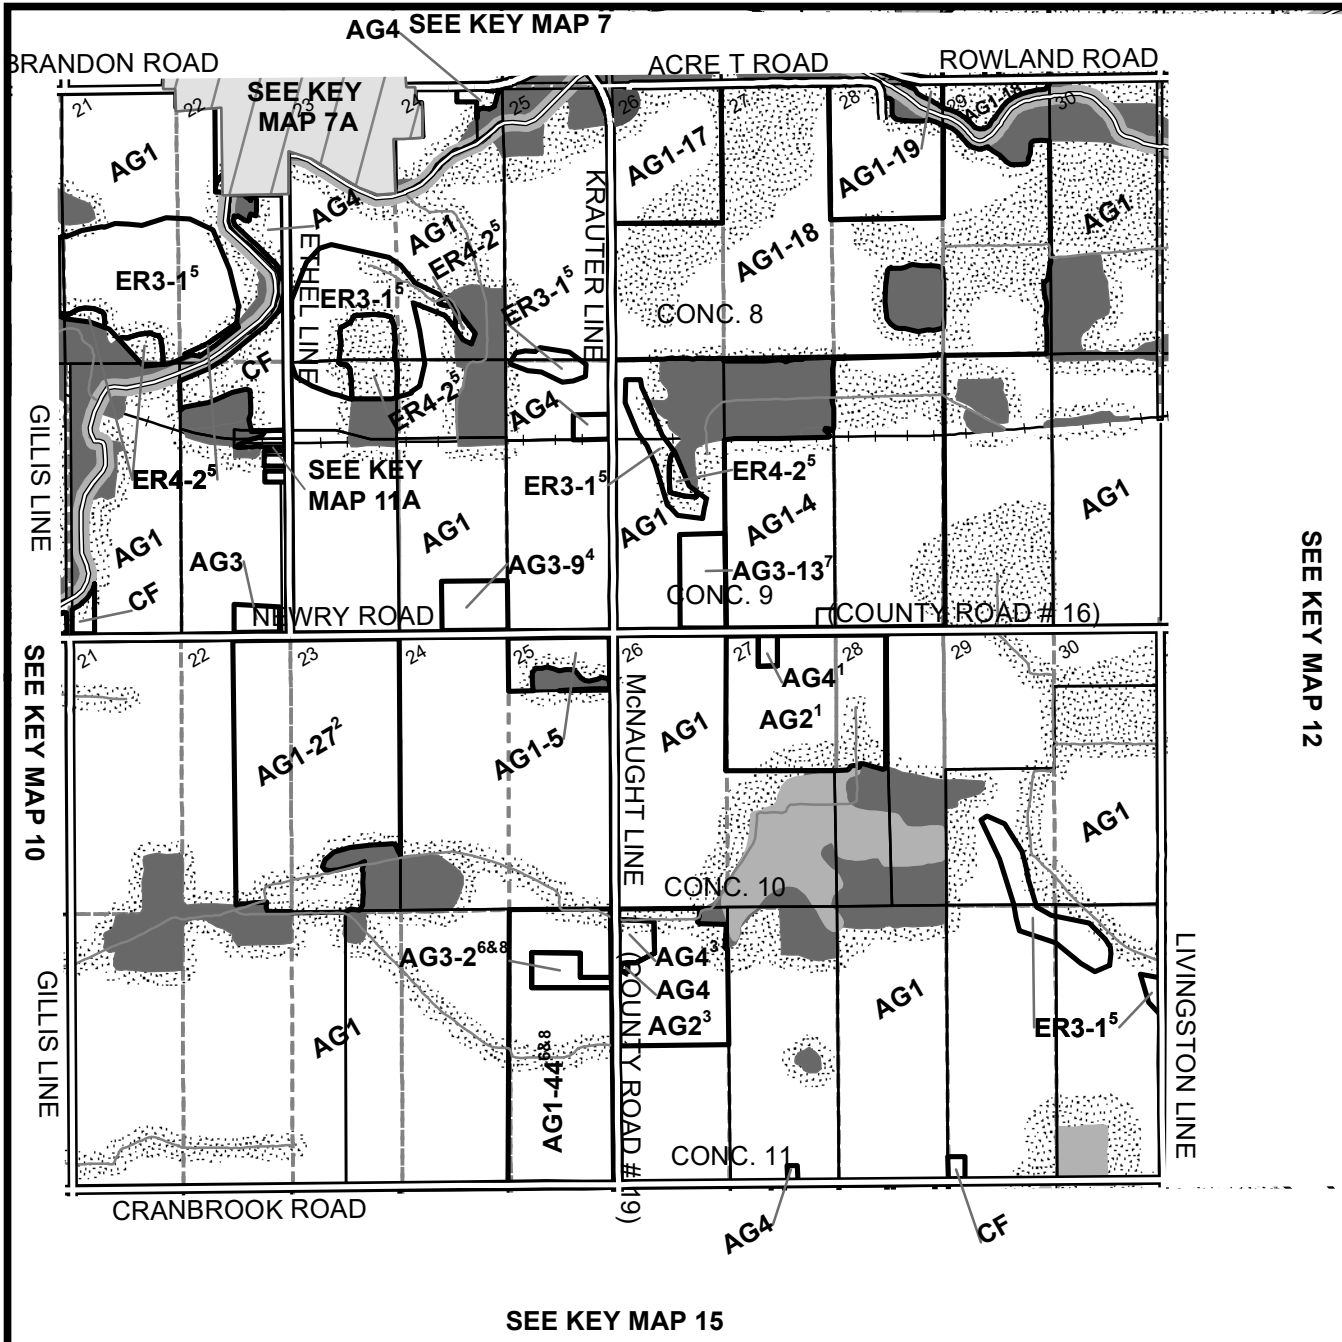 AG4 SEE KEY MAP 7
BRANDON ROAD
ACRE T ROAD
ROWLAND ROAD
21
22
23
24
25
26
27
28
29
30
SEE KEY
MAP 7A
AG1
AG4
AG1
AG1-17
AG1-19
AG1-18
AG1
AG1-18
KRAUTER LINE
ETHEL LINE
ER3-1⁵
ER3-1⁵
ER4-2⁵
ER3-1⁵
CONC. 8
CF
ER4-2⁵
AG4
GILLIS LINE
ER4-2⁵
SEE KEY
MAP 11A
ER3-1⁵
ER4-2⁵
AG1
AG1
AG1
AG1-4
AG1
AG3
AG3-9⁴
AG3-13⁷
CF
CONC. 9
NEWRY ROAD
(COUNTY ROAD # 16)
SEE KEY MAP 10
SEE KEY MAP 12
21
22
23
24
25
26
27
28
29
30
McNAUGHT LINE
AG4¹
AG2¹
AG1
AG1-27²
AG1-5
AG1
CONC. 10
AG3-2⁶&⁸
AG4³
AG4
AG2³
(COUNTY ROAD # 19)
AG1
AG1
ER3-1⁵
AG1-44⁶&⁸
GILLIS LINE
LIVINGSTON LINE
CONC. 11
CRANBROOK ROAD
AG4
CF
SEE KEY MAP 15